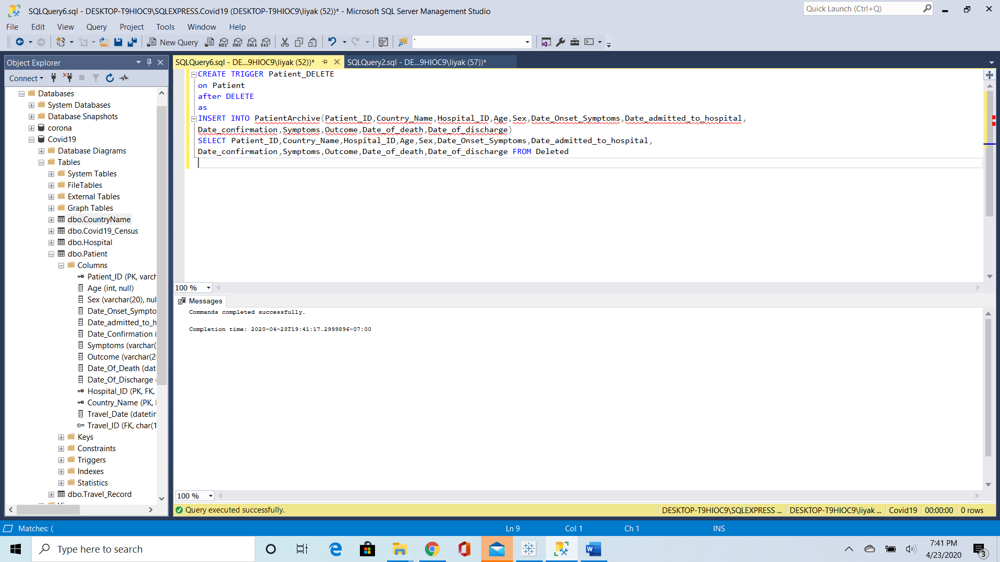 SQLQuery6.sql - DESKTOP-T9HIOC9\SQLEXPRESS.Covid19 (DESKTOP-T9HIOC9\liyak (52))* - Microsoft SQL Server Management Studio
Quick Launch (Ctrl+Q)
File Edit View Query Project Tools Window Help
New Query
MDX DMX XMLA DAX
`
Object Explorer
SQLQuery6.sql - DE...9HIOC9\liyak (52))*
SQLQuery2.sql - DE...9HIOC9\liyak (57))*
Connect
Databases
System Databases
Database Snapshots
corona
Covid19
Database Diagrams
Tables
System Tables
FileTables
External Tables
Graph Tables
dbo.CountryName
dbo.Covid19_Census
dbo.Hospital
dbo.Patient
Columns
Patient_ID (PK, varch
Age (int, null)
Sex (varchar(20), nul
Date_Onset_Sympto
Date_admitted_to_h
Date_Confirmation (
Symptoms (varchar(
Outcome (varchar(2
Date_Of_Death (dat
Date_Of_Discharge (
Hospital_ID (PK, FK,
Country_Name (PK,
Travel_Date (datetin
Travel_ID (FK, char(1
Keys
Constraints
Triggers
Indexes
Statistics
dbo.Travel_Record
CREATE TRIGGER Patient_DELETE
on Patient
after DELETE
as
INSERT INTO PatientArchive(Patient_ID,Country_Name,Hospital_ID,Age,Sex,Date_Onset_Symptoms,Date_admitted_to_hospital,
Date_confirmation,Symptoms,Outcome,Date_of_death,Date_of_discharge)
SELECT Patient_ID,Country_Name,Hospital_ID,Age,Sex,Date_Onset_Symptoms,Date_admitted_to_hospital,
Date_confirmation,Symptoms,Outcome,Date_of_death,Date_of_discharge FROM Deleted
100 %
Messages
Commands completed successfully.
Completion time: 2020-04-23T19:41:17.2999896-07:00
100 %
Query executed successfully.
DESKTOP-T9HIOC9\SQLEXPRESS ...
DESKTOP-T9HIOC9\liyak ...
Covid19
00:00:00
0 rows
Matches: (
Ln 9
Col 1
Ch 1
INS
Type here to search
7:41 PM
4/23/2020
3